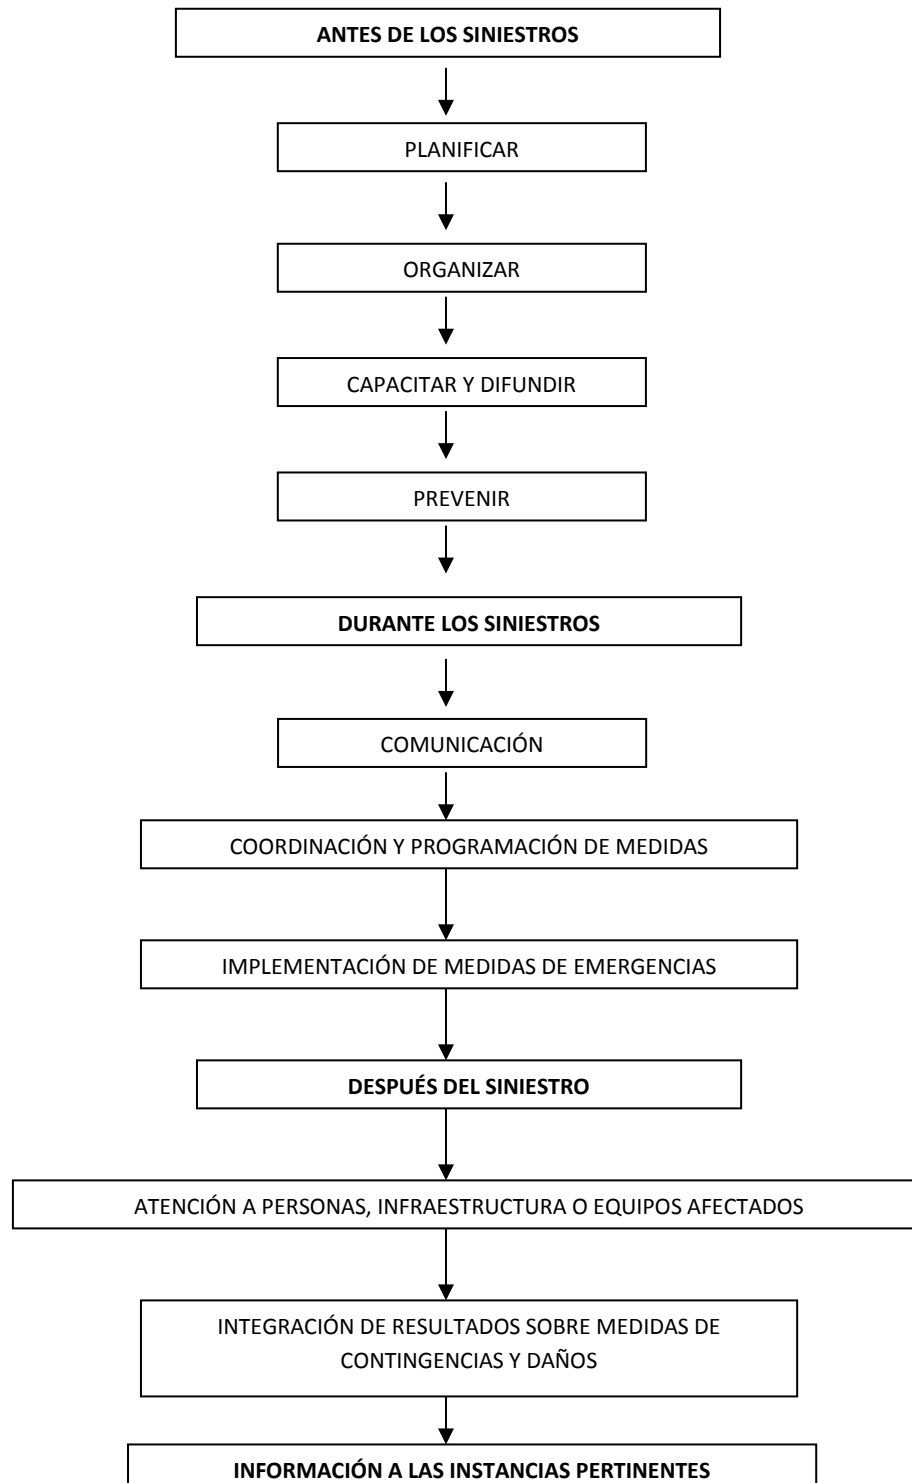 ANTES DE LOS SINIESTROS
PLANIFICAR
ORGANIZAR
CAPACITAR Y DIFUNDIR
PREVENIR
DURANTE LOS SINIESTROS
COMUNICACIÓN
COORDINACIÓN Y PROGRAMACIÓN DE MEDIDAS
IMPLEMENTACIÓN DE MEDIDAS DE EMERGENCIAS
DESPUÉS DEL SINIESTRO
ATENCIÓN A PERSONAS, INFRAESTRUCTURA O EQUIPOS AFECTADOS
INTEGRACIÓN DE RESULTADOS SOBRE MEDIDAS DE
CONTINGENCIAS Y DAÑOS
INFORMACIÓN A LAS INSTANCIAS PERTINENTES